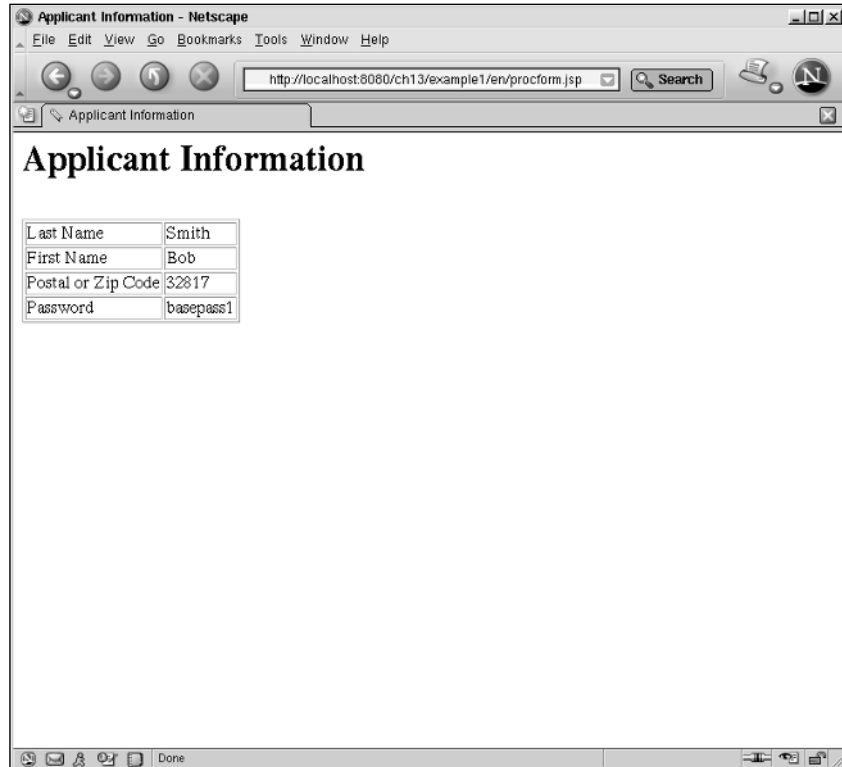 Applicant Information - Netscape
File Edit View Go Bookmarks Tools Window Help
http://localhost:8080/ch13/example1/en/procform.jsp Search N
Applicant Information
Applicant Information
Last Name Smith
First Name Bob
Postal or Zip Code 32817
Password basepass1
Done